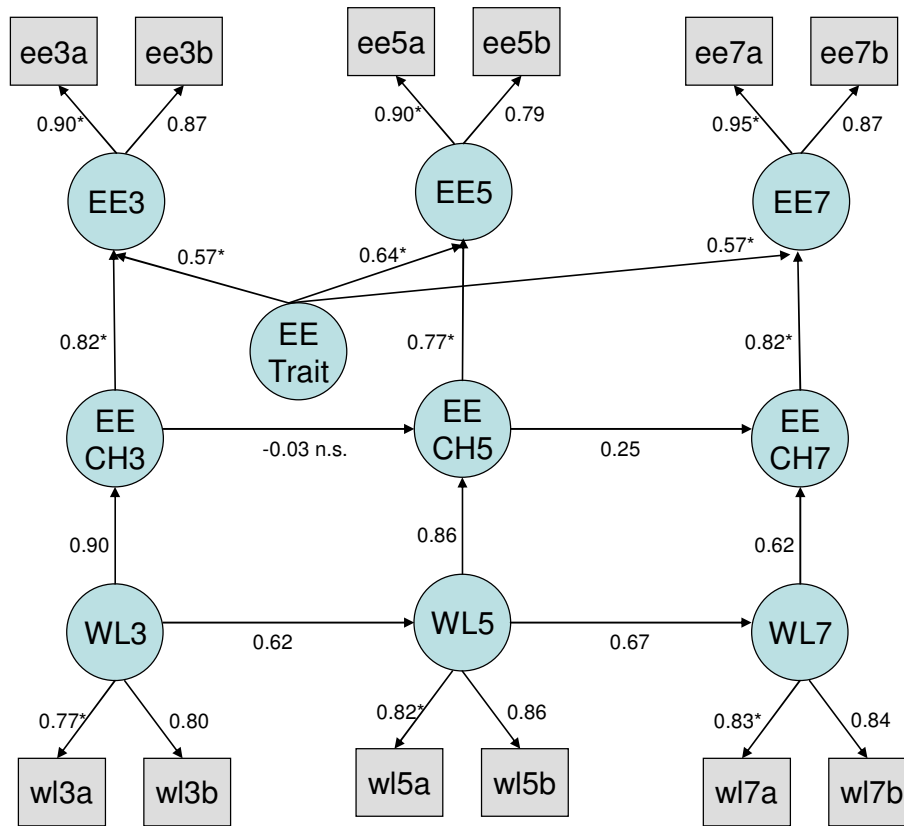 ee3a
ee3b
ee5a
ee5b
ee7a
ee7b
0.90*
0.87
0.90*
0.79
0.95*
0.87
EE3
EE5
EE7
0.57*
0.64*
0.57*
EE
Trait
0.82*
0.77*
0.82*
EE
CH3
EE
CH5
EE
CH7
-0.03 n.s.
0.25
0.90
0.86
0.62
WL3
WL5
WL7
0.62
0.67
0.77*
0.80
0.82*
0.86
0.83*
0.84
wl3a
wl3b
wl5a
wl5b
wl7a
wl7b